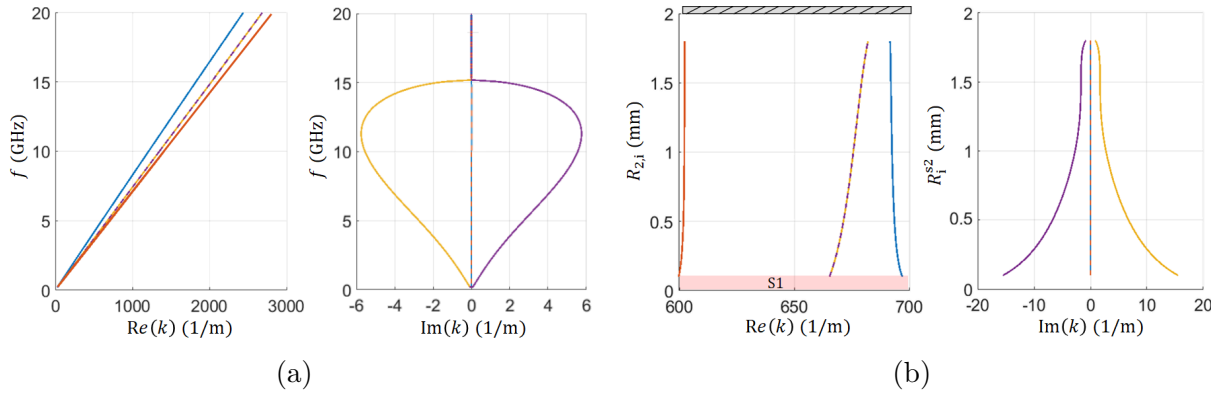 20
15
10
5
0
f (GHz)
0 1000 2000 3000
Re(k) (1/m)
20
15
10
5
0
f (GHz)
-6 -4 -2 0 2 4 6
Im(k) (1/m)
(a)
2
1.5
1
0.5
0
R2,i (mm)
S1
600 650 700
Re(k) (1/m)
2
1.5
1
0.5
0
R_i^{s2} (mm)
-20 -10 0 10 20
Im(k) (1/m)
(b)